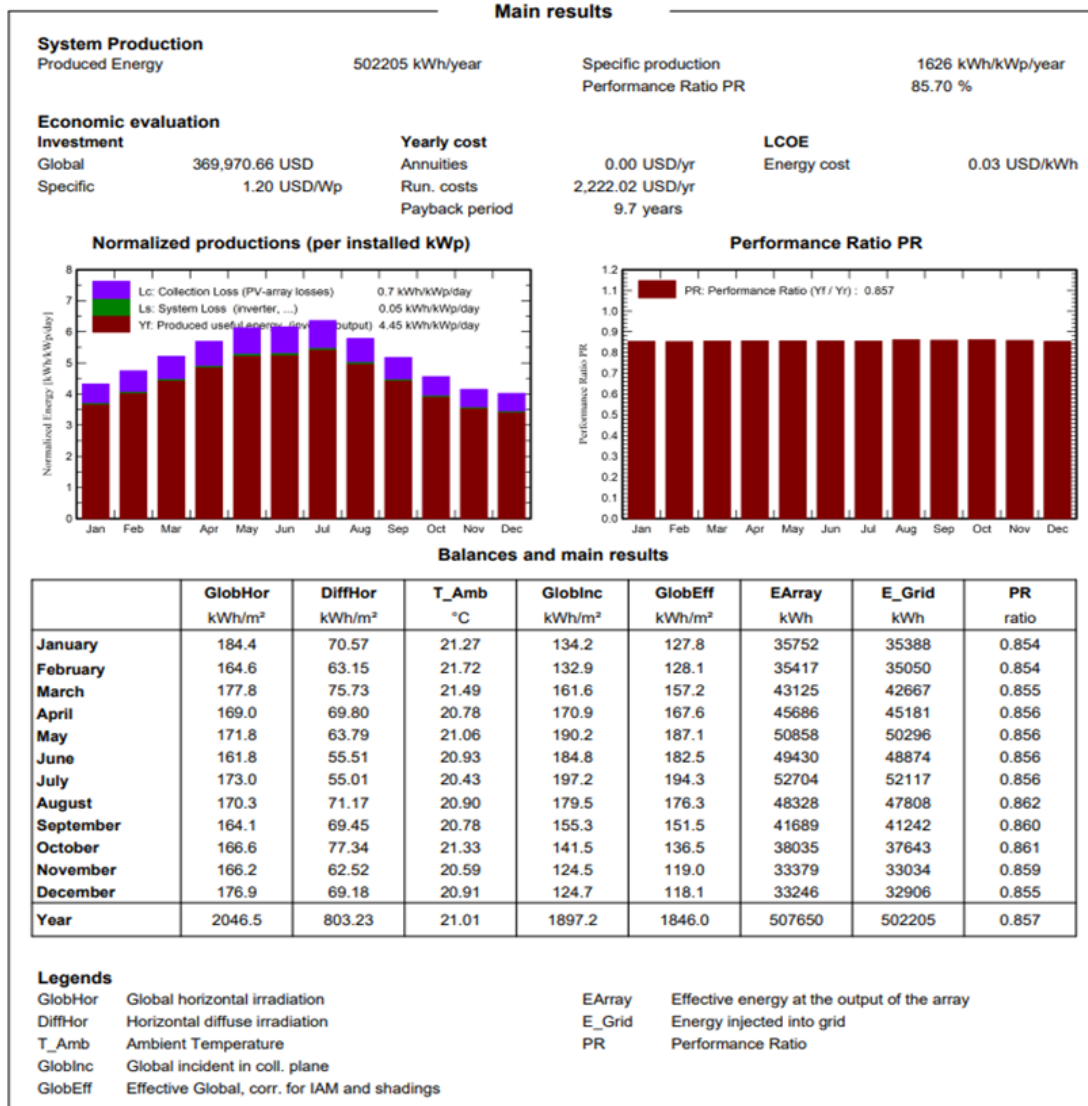 Main results
System Production
Produced Energy 502205 kWh/year Specific production 1626 kWh/kWp/year
Performance Ratio PR 85.70 %
Economic evaluation
Investment Yearly cost LCOE
Global 369,970.66 USD Annuities 0.00 USD/yr Energy cost 0.03 USD/kWh
Specific 1.20 USD/Wp Run. costs 2,222.02 USD/yr
Payback period 9.7 years
Normalized productions (per installed kWp)
Normalized Energy [kWh/kWp/day]
8
7
6
5
4
3
2
1
0
Lc: Collection Loss (PV-array losses) 0.7 kWh/kWp/day
Ls: System Loss (inverter, ...) 0.05 kWh/kWp/day
Yf: Produced useful energy (inv output) 4.45 kWh/kWp/day
Jan Feb Mar Apr May Jun Jul Aug Sep Oct Nov Dec
Performance Ratio PR
Performance Ratio PR
1.2
1.1
1.0
0.9
0.8
0.7
0.6
0.5
0.4
0.3
0.2
0.1
0.0
PR: Performance Ratio (Yf / Yr) : 0.857
Jan Feb Mar Apr May Jun Jul Aug Sep Oct Nov Dec
Balances and main results
GlobHor DiffHor T_Amb GlobInc GlobEff EArray E_Grid PR
kWh/m² kWh/m² °C kWh/m² kWh/m² kWh kWh ratio
January 184.4 70.57 21.27 134.2 127.8 35752 35388 0.854
February 164.6 63.15 21.72 132.9 128.1 35417 35050 0.854
March 177.8 75.73 21.49 161.6 157.2 43125 42667 0.855
April 169.0 69.80 20.78 170.9 167.6 45686 45181 0.856
May 171.8 63.79 21.06 190.2 187.1 50858 50296 0.856
June 161.8 55.51 20.93 184.8 182.5 49430 48874 0.856
July 173.0 55.01 20.43 197.2 194.3 52704 52117 0.856
August 170.3 71.17 20.90 179.5 176.3 48328 47808 0.862
September 164.1 69.45 20.78 155.3 151.5 41689 41242 0.860
October 166.6 77.34 21.33 141.5 136.5 38035 37643 0.861
November 166.2 62.52 20.59 124.5 119.0 33379 33034 0.859
December 176.9 69.18 20.91 124.7 118.1 33246 32906 0.855
Year 2046.5 803.23 21.01 1897.2 1846.0 507650 502205 0.857
Legends
GlobHor Global horizontal irradiation EArray Effective energy at the output of the array
DiffHor Horizontal diffuse irradiation E_Grid Energy injected into grid
T_Amb Ambient Temperature PR Performance Ratio
GlobInc Global incident in coll. plane
GlobEff Effective Global, corr. for IAM and shadings